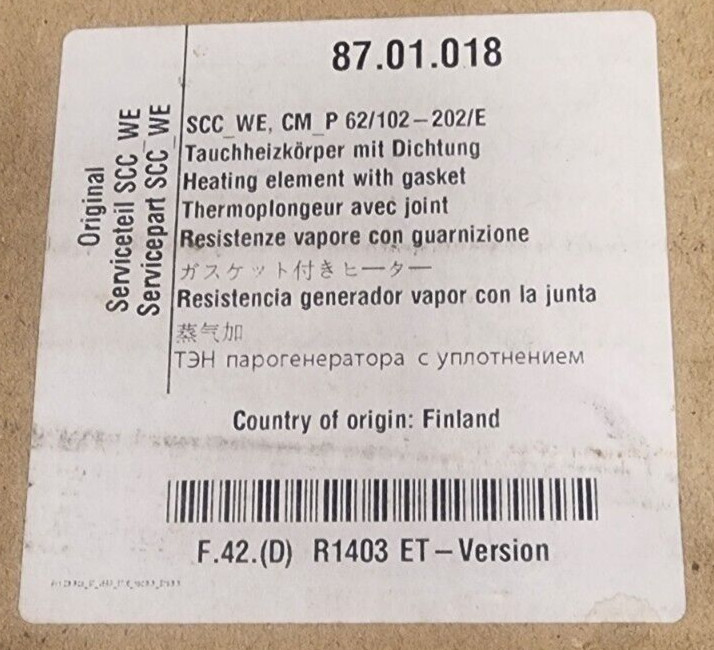 87.01.018
Original
Serviceteil SCC_WE
Servicepart SCC_WE
SCC_WE, CM_P 62/102-202/E
Tauchheizkörper mit Dichtung
Heating element with gasket
Thermoplongeur avec joint
Resistenze vapore con guarnizione
ガスケット付きヒーター
Resistencia generador vapor con la junta
蒸气加
ТЭН парогенератора с уплотнением
Country of origin: Finland
F.42.(D) R1403 ET-Version